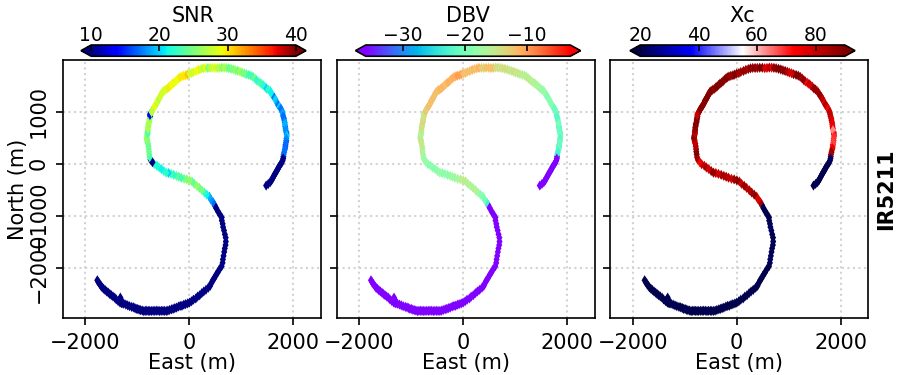 SNR DBV Xc
10 20 30 40 −30 −20 −10 20 40 60 80
North (m)
1000
0
−1000
−2000
−2000 0 2000 −2000 0 2000 −2000 0 2000
East (m) East (m) East (m)
IR5211